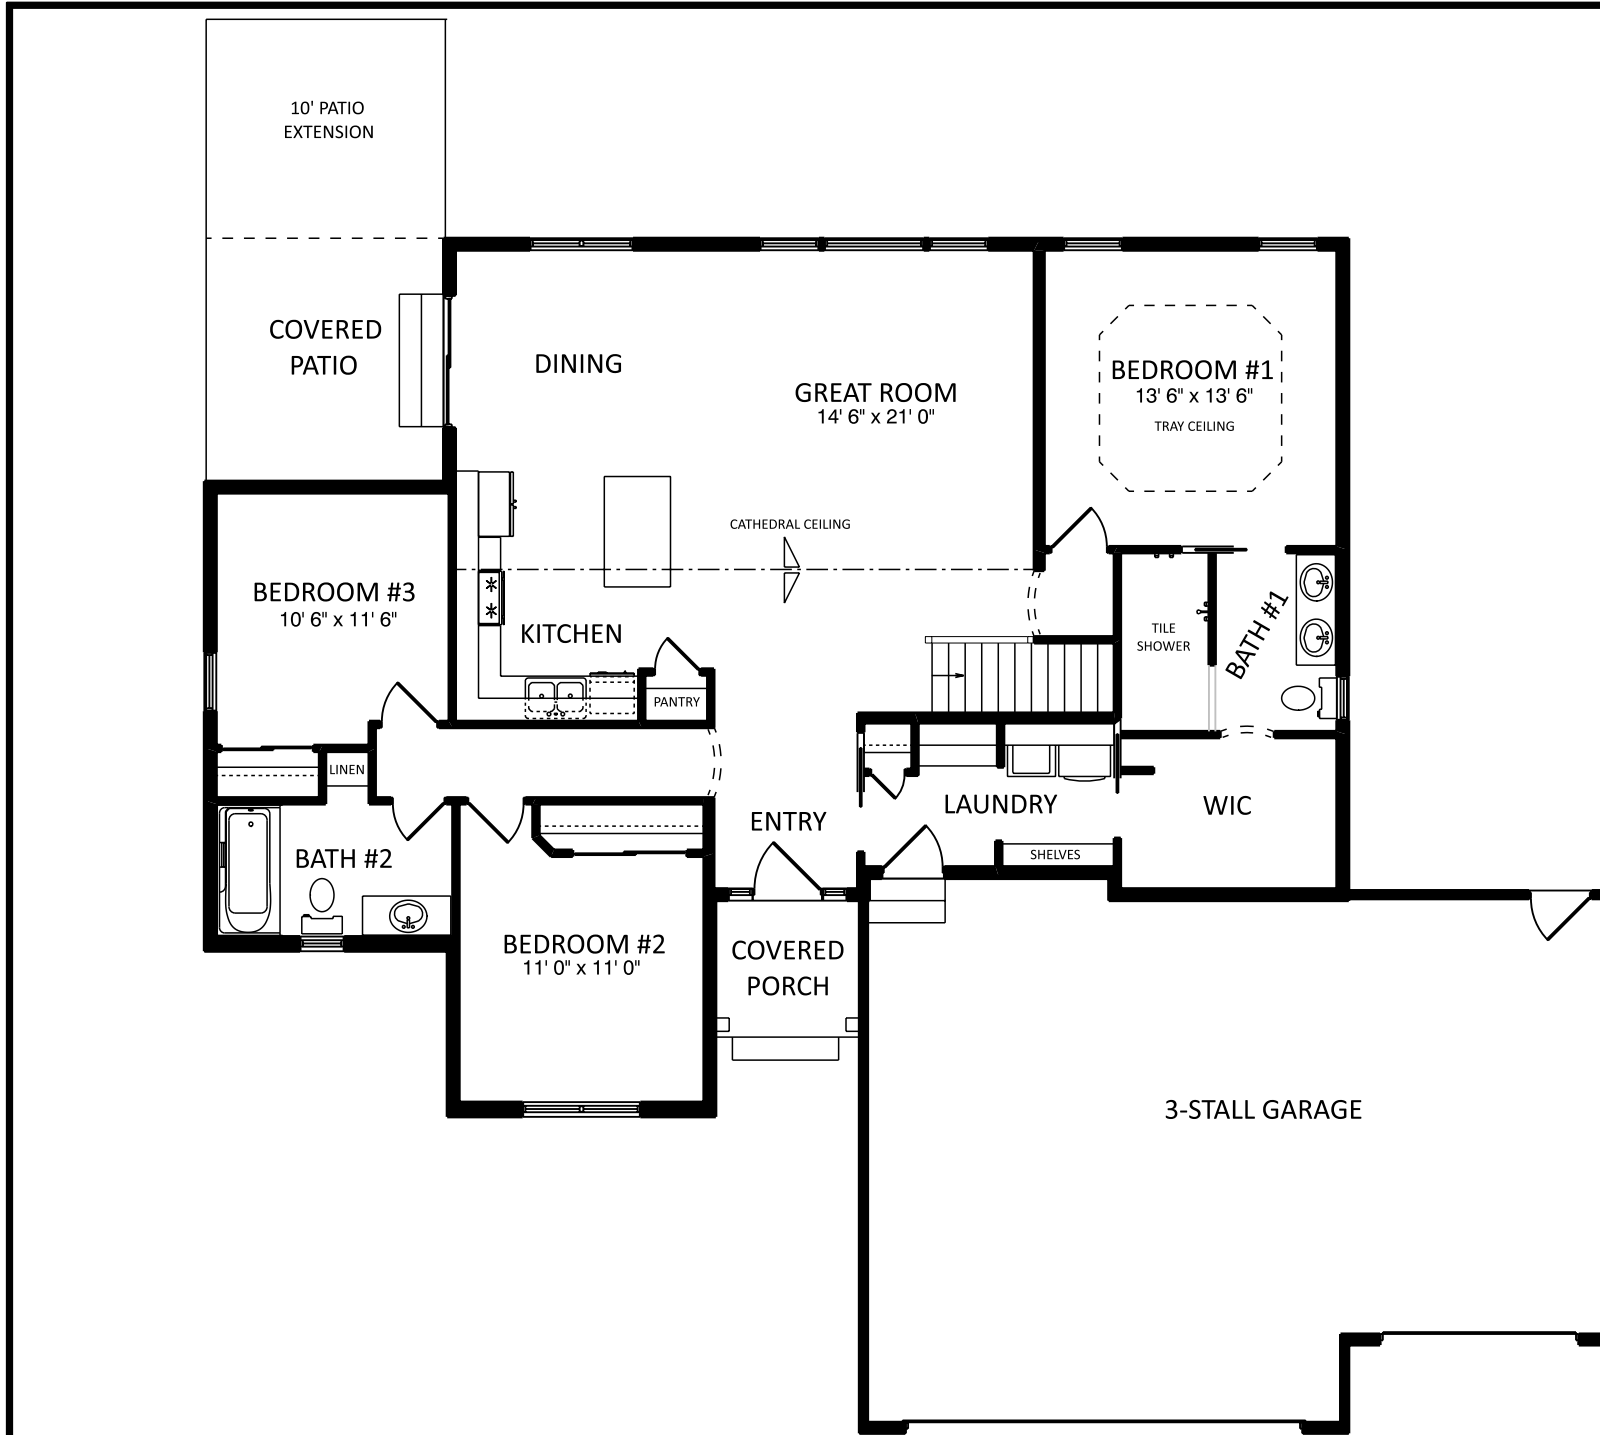 10' PATIO
EXTENSION
COVERED
PATIO
DINING
GREAT ROOM
14' 6" x 21' 0"
BEDROOM #1
13' 6" x 13' 6"
TRAY CEILING
CATHEDRAL CEILING
BEDROOM #3
10' 6" x 11' 6"
KITCHEN
TILE
SHOWER
BATH #1
PANTRY
LINEN
LAUNDRY
WIC
ENTRY
BATH #2
SHELVES
BEDROOM #2
11' 0" x 11' 0"
COVERED
PORCH
3-STALL GARAGE